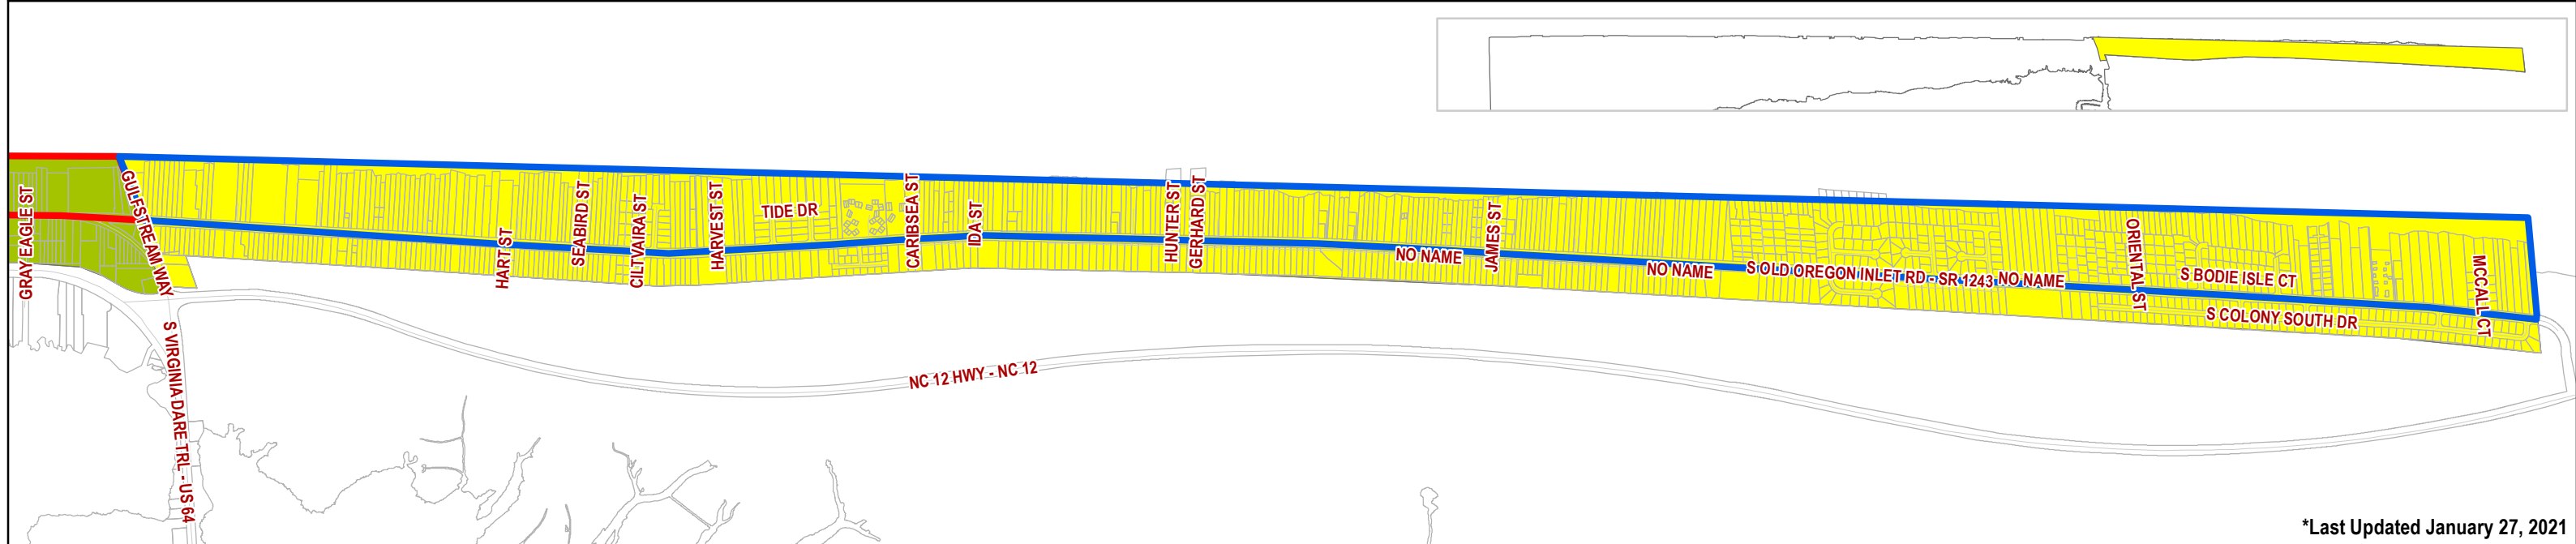 GRAY EAGLE ST
GULFSTREAM WAY
S VIRGINIA DARE TRL - US 64
HART ST
SEABIRD ST
CILTVAIRA ST
HARVEST ST
TIDE DR
CARIBSEA ST
IDA ST
NC 12 HWY - NC 12
HUNTER ST
GERHARD ST
NO NAME
JAMES ST
NO NAME
S OLD OREGON INLET RD - SR 1243
NO NAME
ORIENTAL ST
S BODIE ISLE CT
S COLONY SOUTH DR
MCCALL CT
*Last Updated January 27, 2021